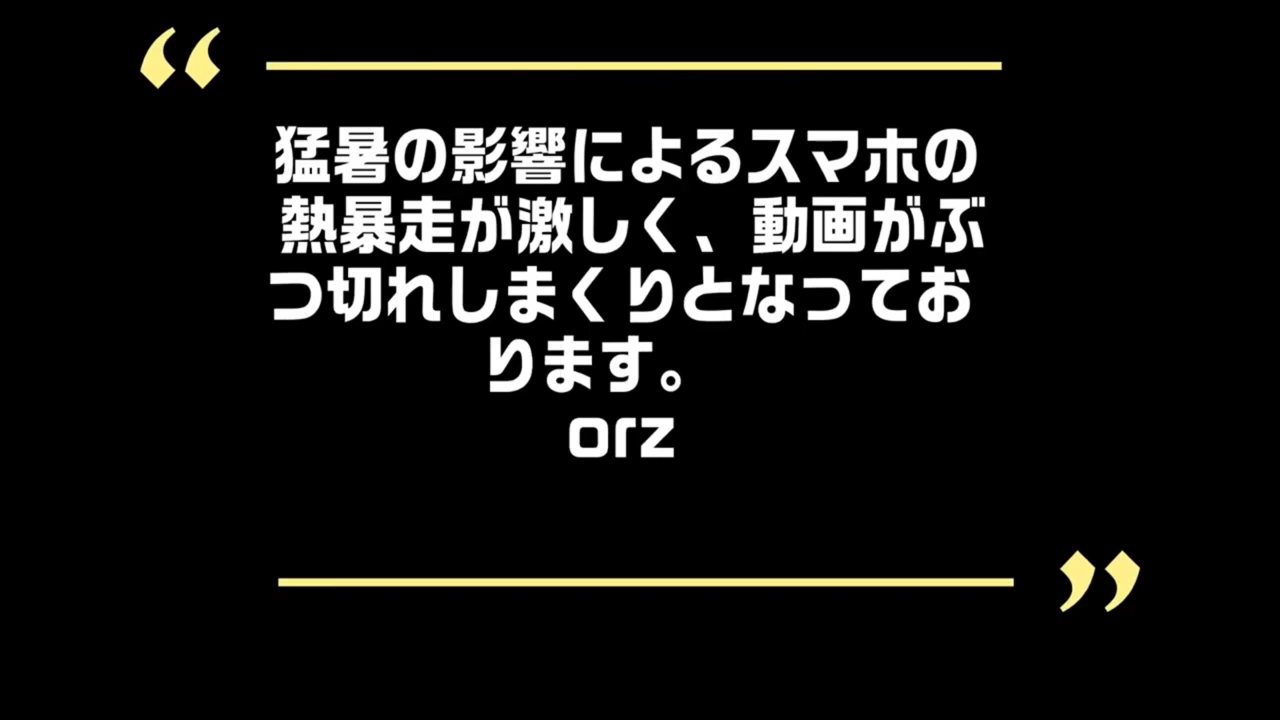 “
猛暑の影響によるスマホの
熱暴走が激しく、動画がぶ
つ切れしまくりとなってお
ります。
orz
”